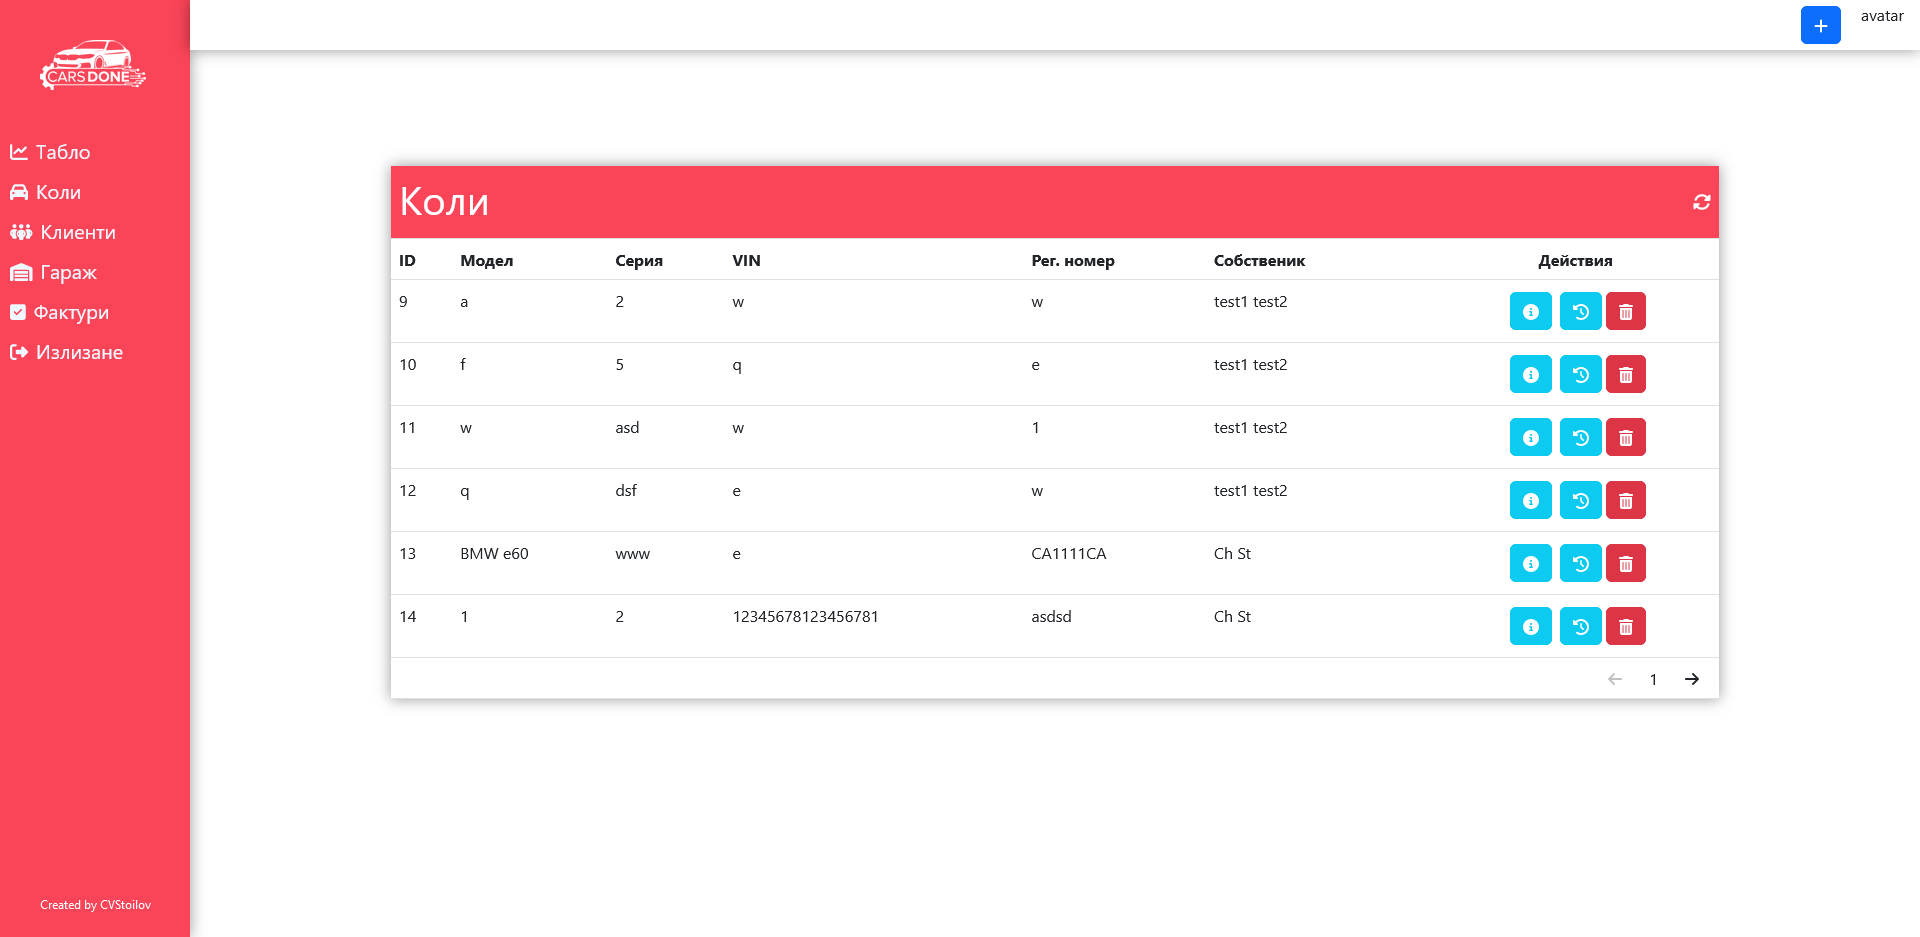 CARSDONE
avatar
Табло
Коли
Клиенти
Гараж
Фактури
Излизане
Коли
ID Модел Серия VIN Рег. номер Собственик Действия
9 a 2 w w test1 test2
10 f 5 q e test1 test2
11 w asd w 1 test1 test2
12 q dsf e w test1 test2
13 BMW e60 www e CA1111CA Ch St
14 1 2 12345678123456781 asdsd Ch St
1
Created by CVStoilov